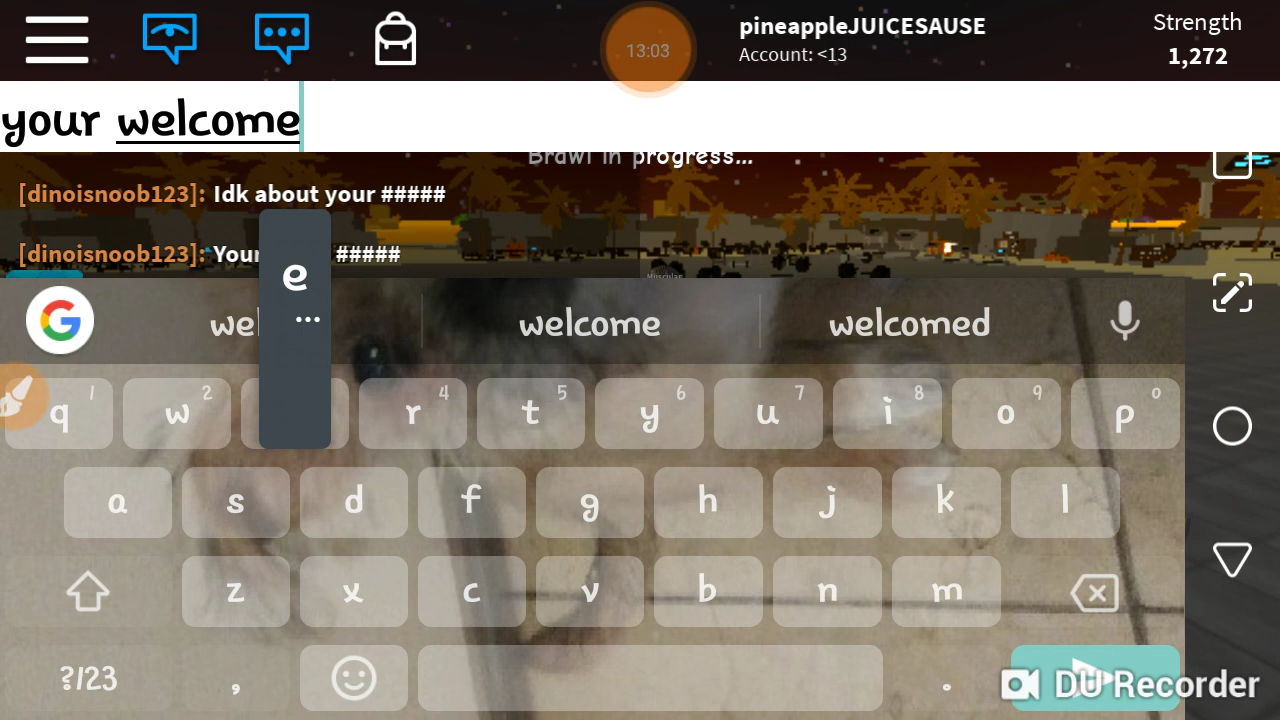 13:03
pineappleJUICESAUSE
Account: <13
Strength
1,272
your welcome
Brawl in progress...
[dinoisnoob123]: Idk about your #####
[dinoisnoob123]: Your #####
e
...
wel welcome welcomed
1 2 4 5 6 7 8 9 0
q w r t y u i o p
a s d f g h j k l
z x c v b n m
?123 , .
DU Recorder